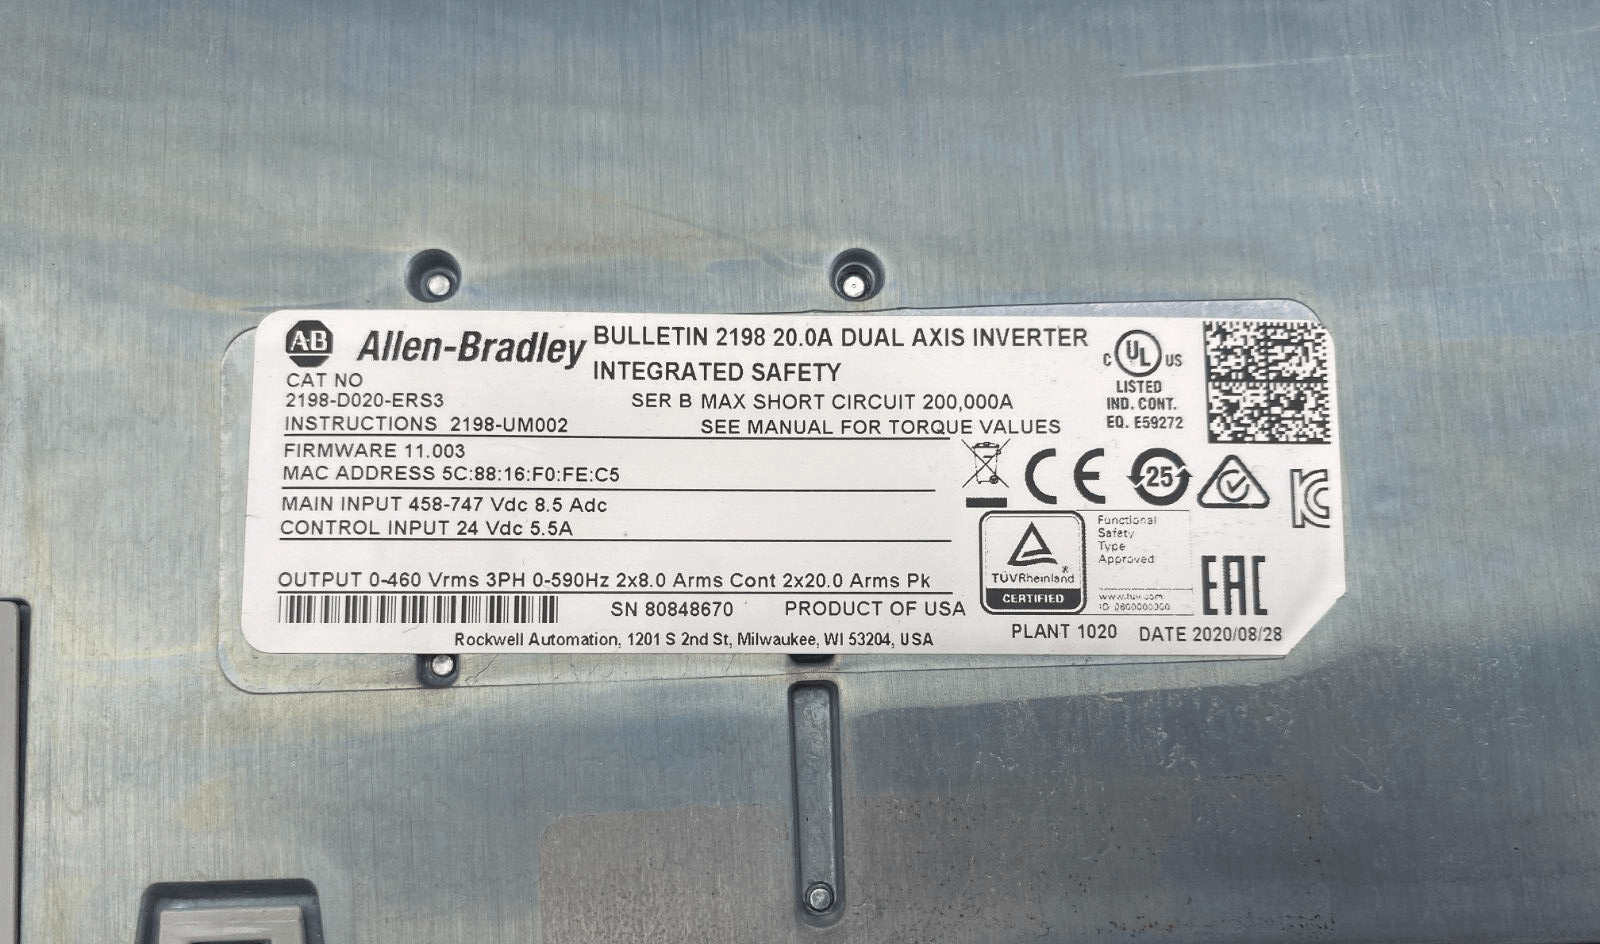 AB Allen-Bradley
BULLETIN 2198 20.0A DUAL AXIS INVERTER
INTEGRATED SAFETY
CAT NO
2198-D020-ERS3
SER B MAX SHORT CIRCUIT 200,000A
INSTRUCTIONS 2198-UM002
SEE MANUAL FOR TORQUE VALUES
FIRMWARE 11.003
MAC ADDRESS 5C:88:16:F0:FE:C5
MAIN INPUT 458-747 Vdc 8.5 Adc
CONTROL INPUT 24 Vdc 5.5A
OUTPUT 0-460 Vrms 3PH 0-590Hz 2x8.0 Arms Cont 2x20.0 Arms Pk
SN 80848670 PRODUCT OF USA
Rockwell Automation, 1201 S 2nd St, Milwaukee, WI 53204, USA
C UL US
LISTED
IND. CONT.
EQ. E59272
CE
25
KC
TÜVRheinland®
CERTIFIED
Functional
Safety
Type
Approved
www.tuv.com
EAC
PLANT 1020 DATE 2020/08/28